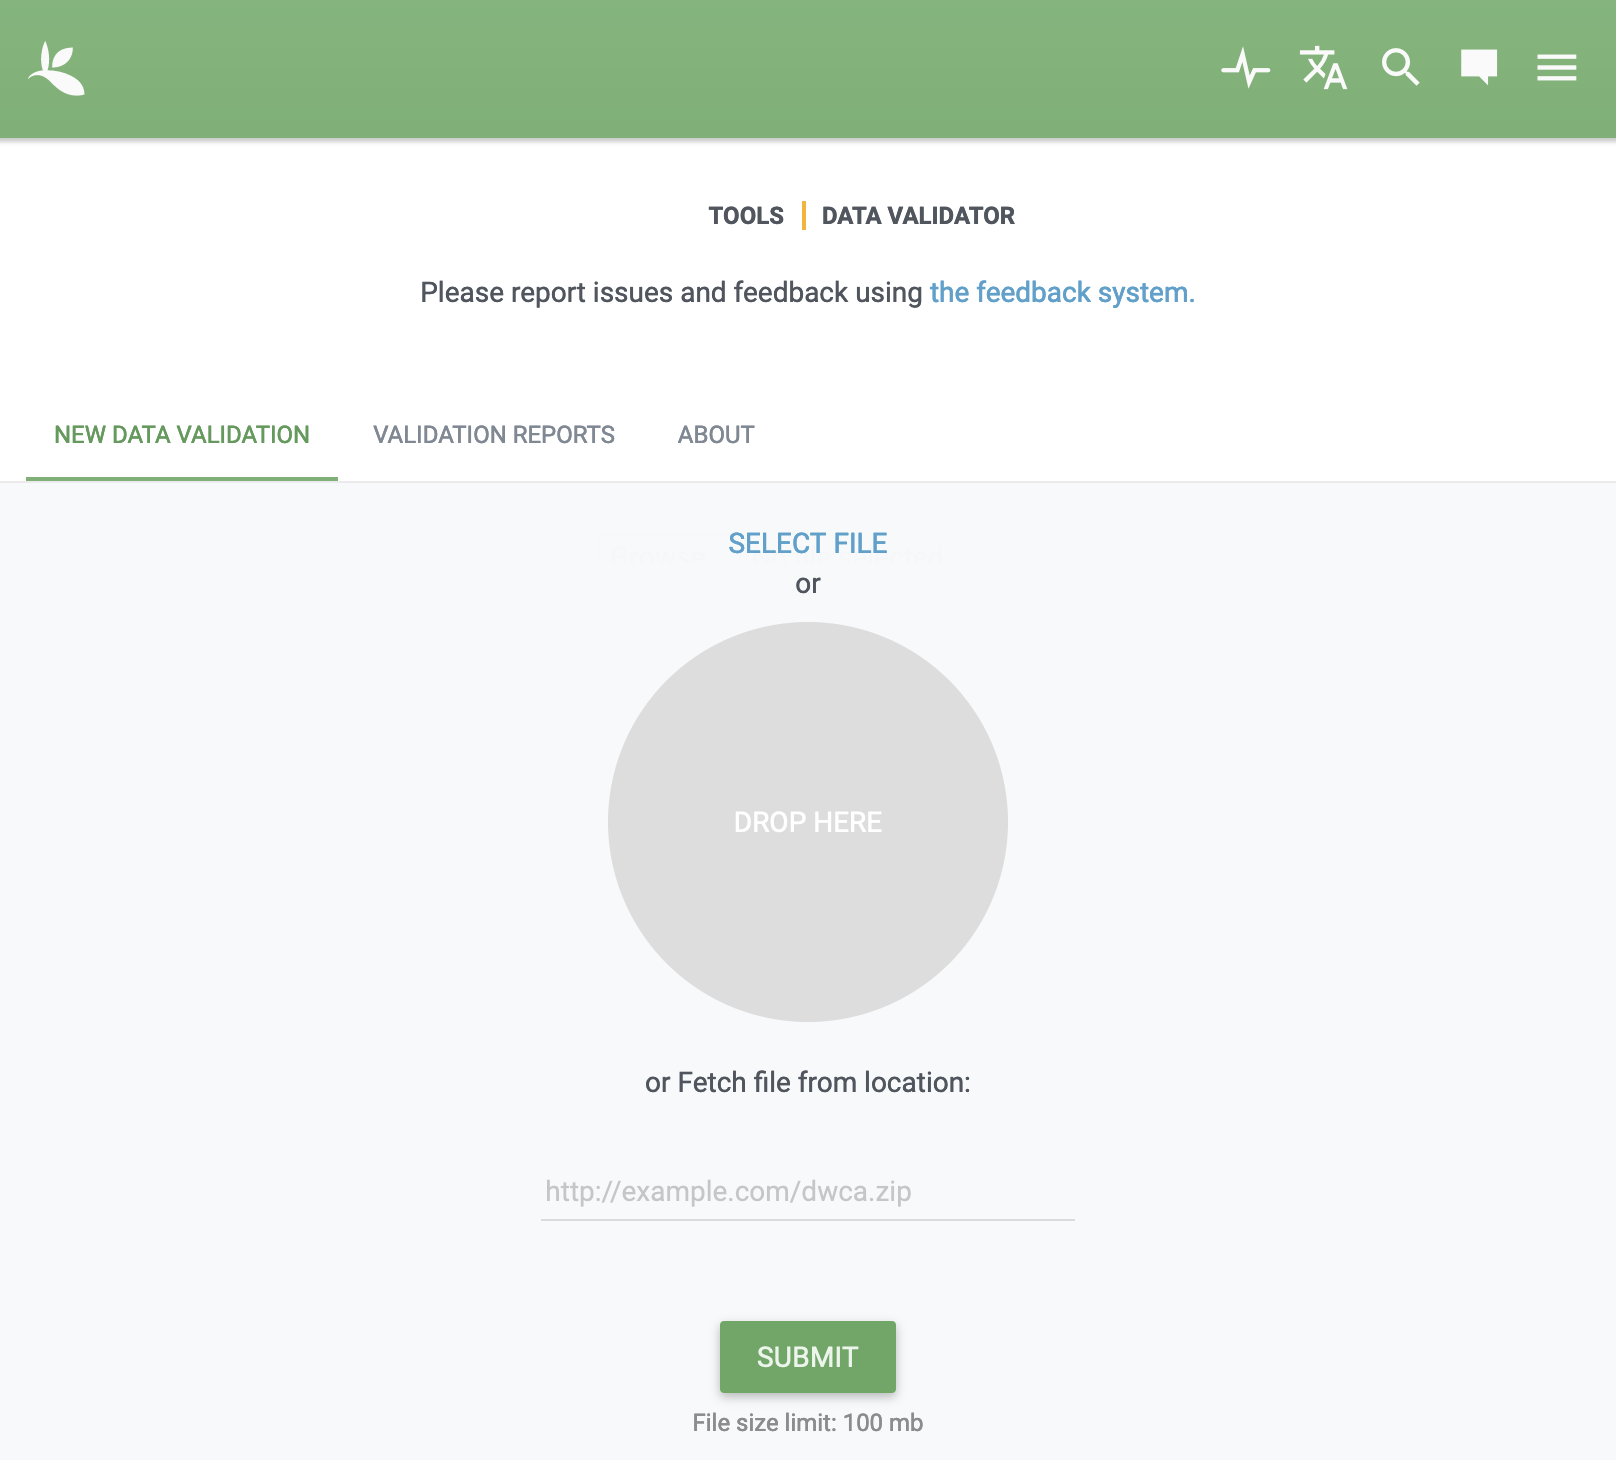 TOOLS | DATA VALIDATOR
Please report issues and feedback using the feedback system.
NEW DATA VALIDATION VALIDATION REPORTS ABOUT
SELECT FILE
or
DROP HERE
or Fetch file from location:
http://example.com/dwca.zip
SUBMIT
File size limit: 100 mb